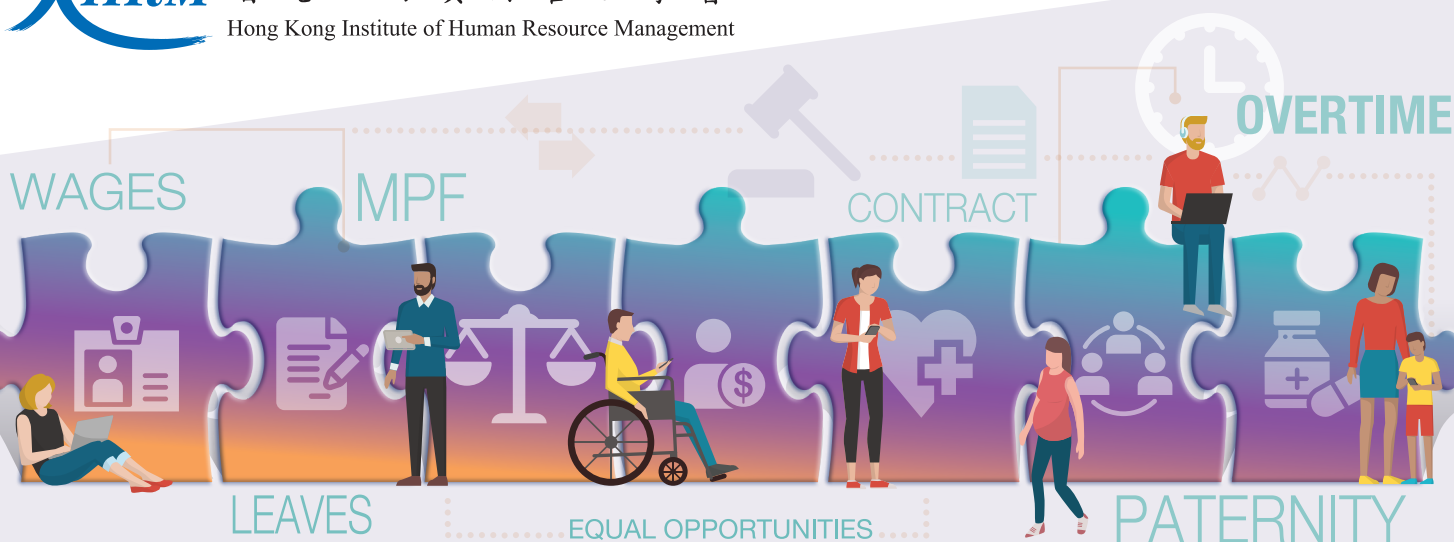 Hong Kong Institute of Human Resource Management
OVERTIME
WAGES
MPF
CONTRACT
LEAVES
EQUAL OPPORTUNITIES
PATERNITY